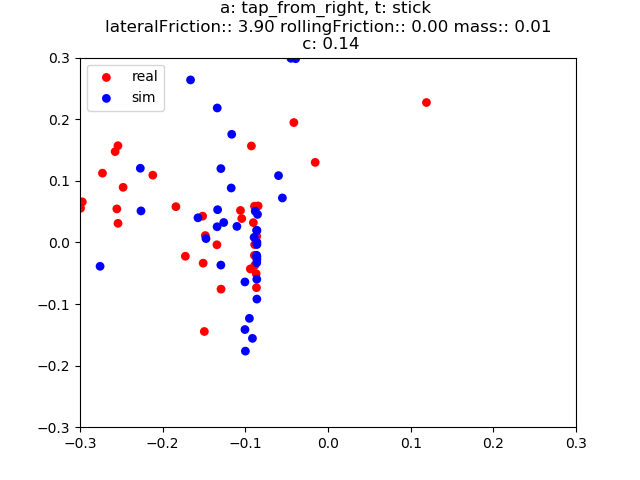 a: tap_from_right, t: stick
lateralFriction:: 3.90 rollingFriction:: 0.00 mass:: 0.01
c: 0.14
real
sim
0.3
0.2
0.1
0.0
−0.1
−0.2
−0.3
−0.3 −0.2 −0.1 0.0 0.1 0.2 0.3